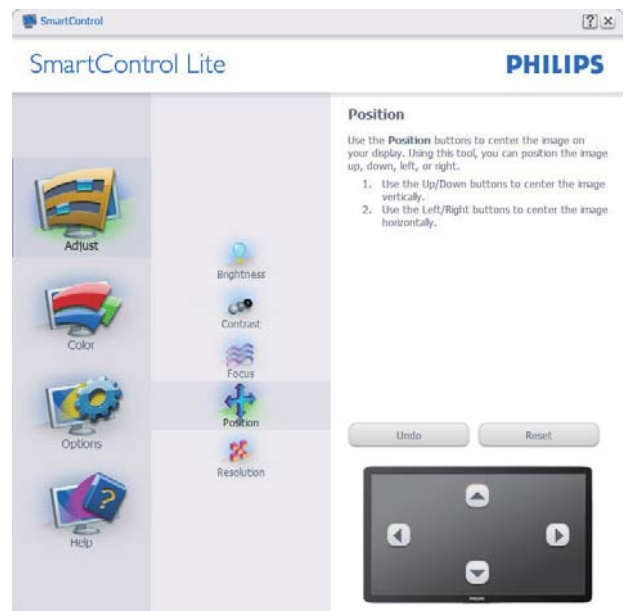 SmartControl
SmartControl Lite
PHILIPS
Adjust
Color
Options
Help
Brightness
Contrast
Focus
Position
Resolution
Position
Use the Position buttons to center the image on
your display. Using this tool, you can position the image
up, down, left, or right.
1. Use the Up/Down buttons to center the image
vertically.
2. Use the Left/Right buttons to center the image
horizontally.
Undo
Reset
PHILIPS